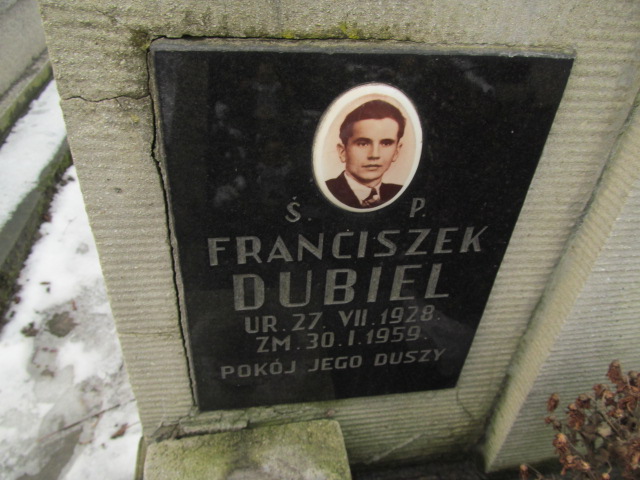 Ś. P.
FRANCISZEK
DUBIEL
UR. 27. VII. 1928.
ZM. 30. I. 1959.
POKÓJ JEGO DUSZY